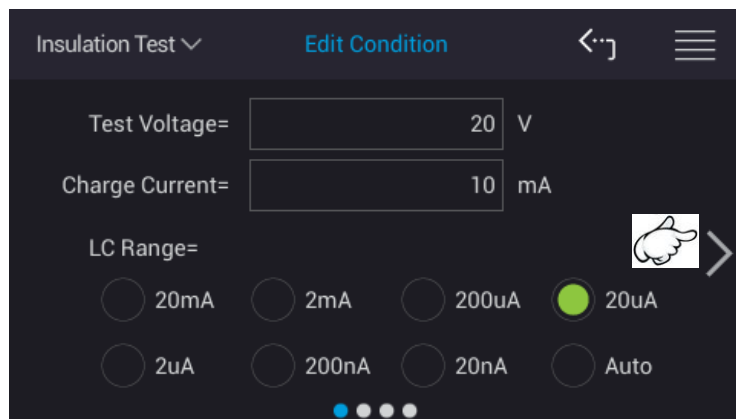 Insulation Test Edit Condition
Test Voltage= 20 V
Charge Current= 10 mA
LC Range=
20mA 2mA 200uA 20uA
2uA 200nA 20nA Auto